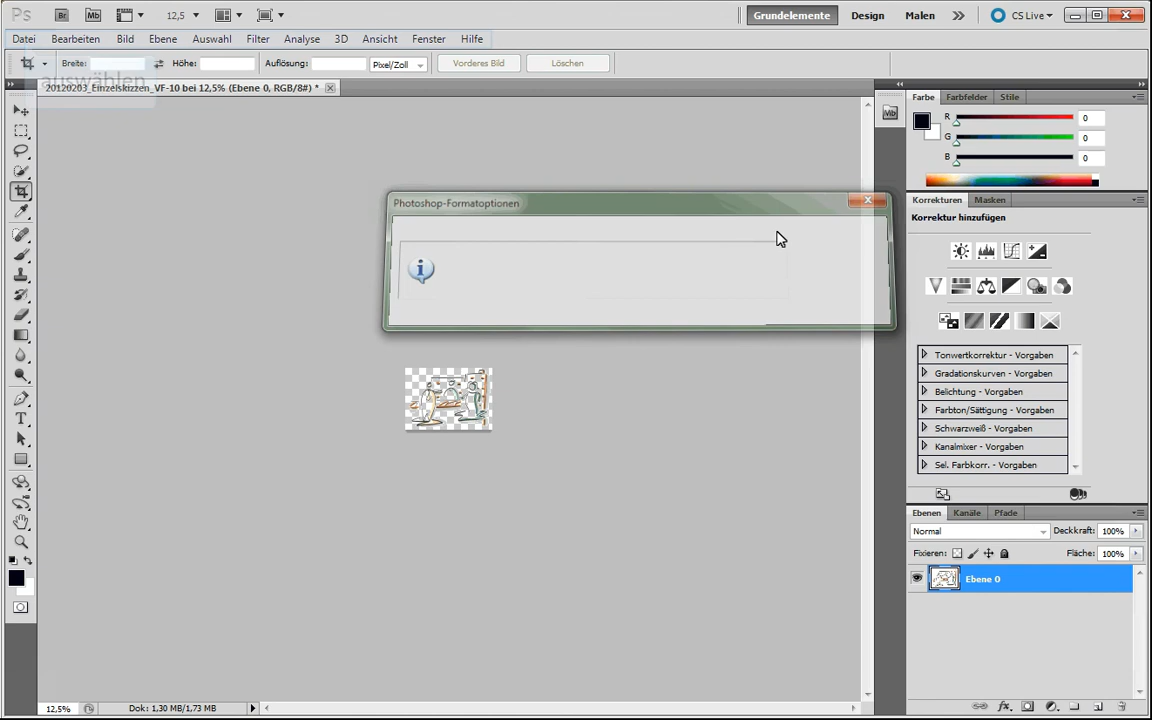 Ps Br Mb 12,5 Grundelemente Design Malen CS Live
Datei Bearbeiten Bild Ebene Auswahl Filter Analyse 3D Ansicht Fenster Hilfe
Breite: Höhe: Auflösung: Pixel/Zoll Vorderes Bild Löschen
auswählen
20120203_Einzelskizzen_VF-10 bei 12,5% (Ebene 0, RGB/8#) *
Mb
Farbe Farbfelder Stile
R 0
G 0
B 0
Photoshop-Formatoptionen
Korrekturen Masken
Korrektur hinzufügen
Tonwertkorrektur - Vorgaben
Gradationskurven - Vorgaben
Belichtung - Vorgaben
Farbton/Sättigung - Vorgaben
Schwarzweiß - Vorgaben
Kanalmixer - Vorgaben
Sel. Farbkorr. - Vorgaben
Ebenen Kanäle Pfade
Normal Deckkraft: 100%
Fixieren: Fläche: 100%
Ebene 0
12,5% Dok: 1,30 MB/1,73 MB